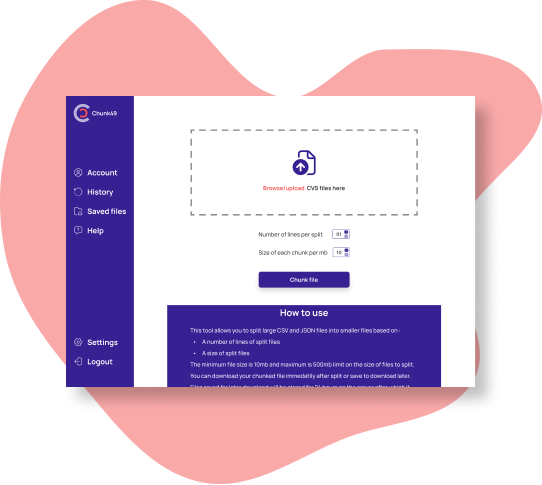 Chunk49
Account
History
Saved files
Help
Settings
Logout
Browse/upload CVS files here
Number of lines per split 01
Size of each chunk per mb 10
Chunk file
How to use
This tool allows you to split large CSV and JSON files into smaller files based on :
• A number of lines of split files
• A size of split files
The minimum file size is 10mb and maximum is 500mb limit on the size of files to split.
You can download your chunked file immedatily after split or save to download later.